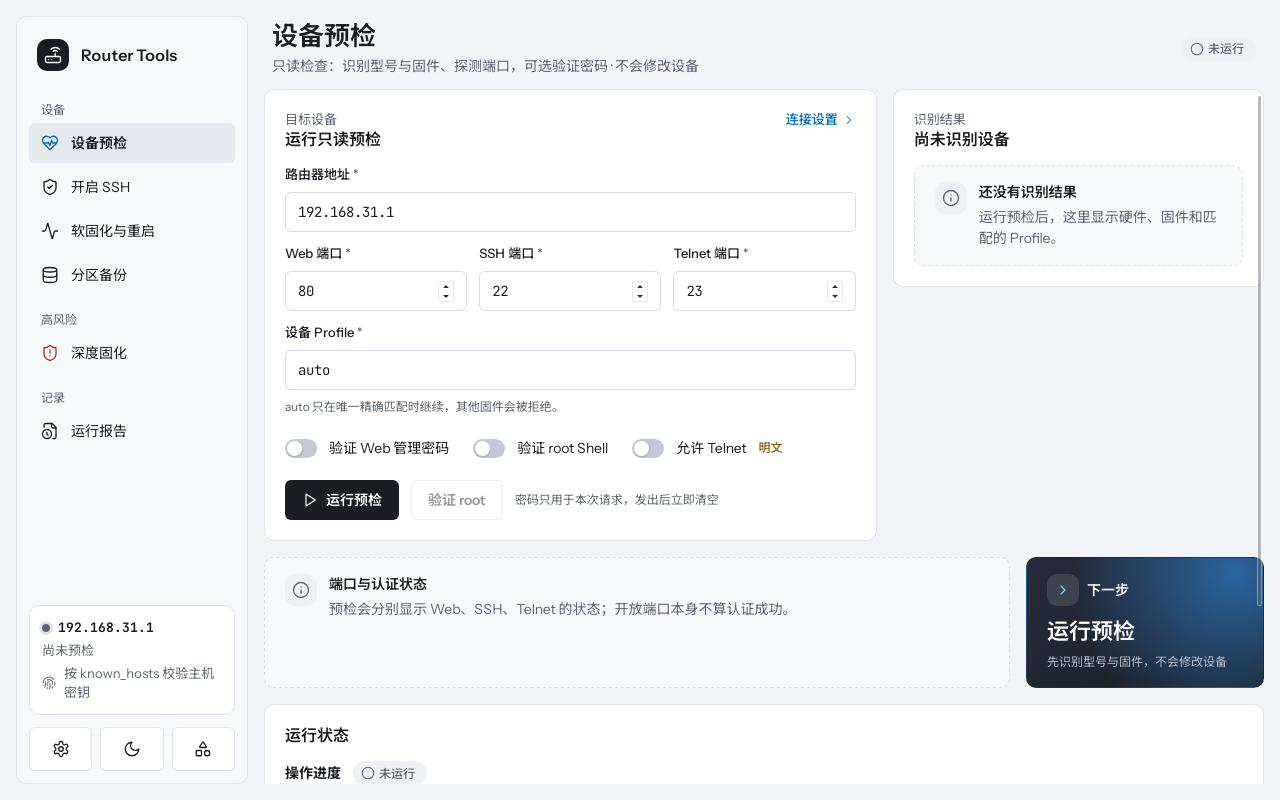 Router Tools
设备
设备预检
开启 SSH
软固化与重启
分区备份
高风险
深度固化
记录
运行报告
192.168.31.1
尚未预检
按 known_hosts 校验主机
密钥
设备预检
只读检查：识别型号与固件、探测端口，可选验证密码·不会修改设备
未运行
目标设备
运行只读预检
连接设置
路由器地址 *
192.168.31.1
Web 端口 *
SSH 端口 *
Telnet 端口 *
80
22
23
设备 Profile *
auto
auto 只在唯一精确匹配时继续，其他固件会被拒绝。
验证 Web 管理密码
验证 root Shell
允许 Telnet
明文
运行预检
验证 root
密码只用于本次请求，发出后立即清空
识别结果
尚未识别设备
还没有识别结果
运行预检后，这里显示硬件、固件和匹
配的 Profile。
端口与认证状态
预检会分别显示 Web、SSH、Telnet 的状态；开放端口本身不算认证成功。
下一步
运行预检
先识别型号与固件，不会修改设备
运行状态
操作进度
未运行